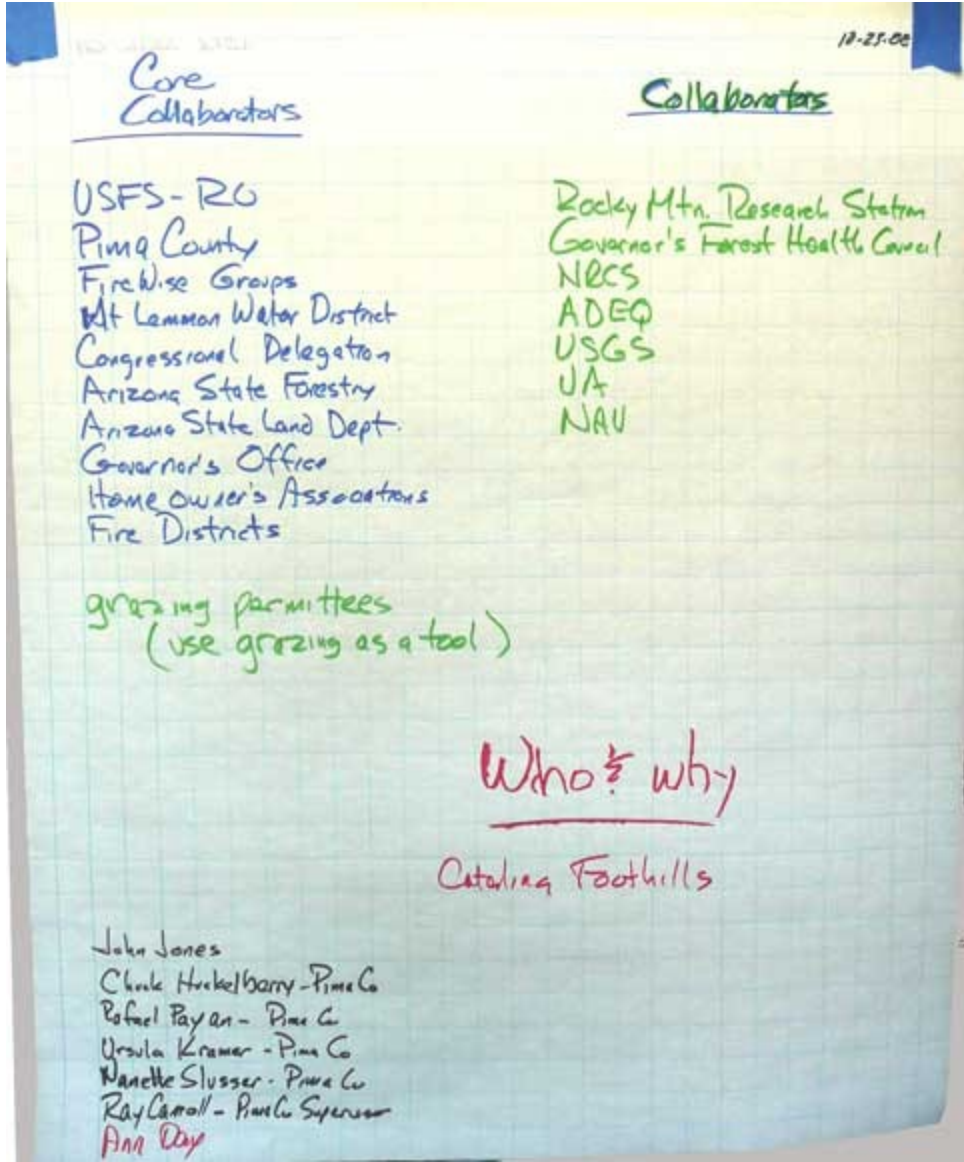 Core
Collaborators
USFS-RO
Pima County
FireWise Groups
Mt Lemmon Water District
Congressional Delegation
Arizona State Forestry
Arizona State Land Dept.
Governor's Office
Home owner's Associations
Fire Districts
grazing permittees
(use grazing as a tool)
Collaborators
Rocky Mtn. Research Station
Governor's Forest Health Council
NRCS
ADEQ
USGS
UA
NAU
Who & why
Catalina Foothills
John Jones
Chuck Huckelberry - Pima Co
Rafael Payan - Pima Co
Ursula Kramer - Pima Co
Nanette Slusser - Pima Co
Ray Carroll - Pima Co Supervisor
Ann Day